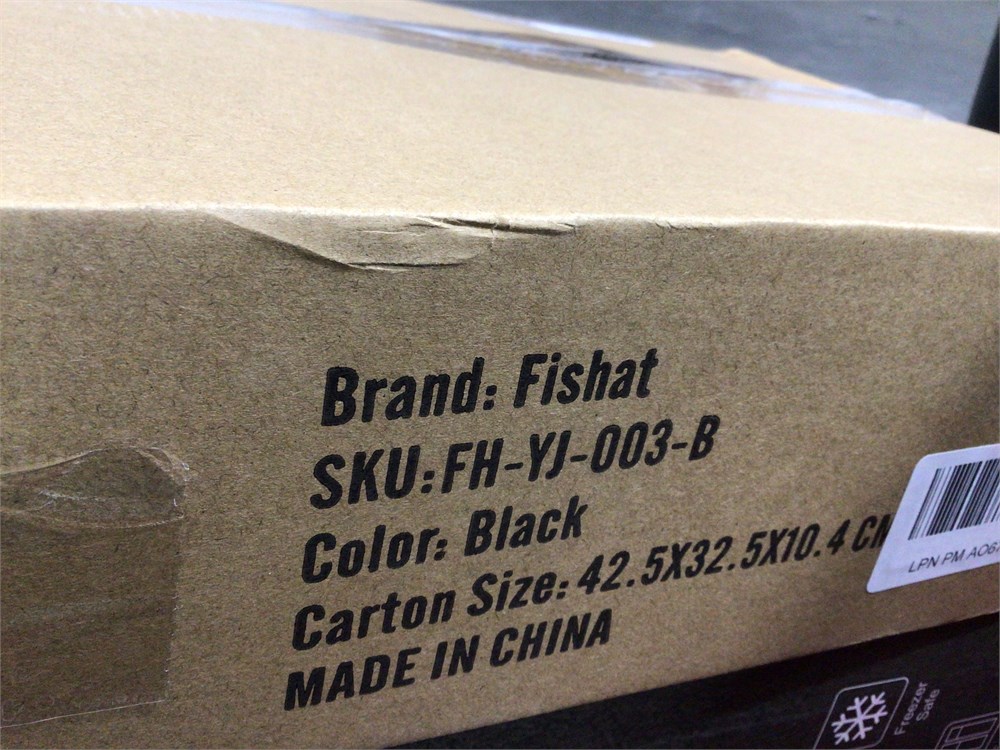 Brand: Fishat
SKU:FH-YJ-003-B
Color: Black
Carton Size: 42.5X32.5X10.4 CM
MADE IN CHINA
LPN PM AO6
Freezer
Safe